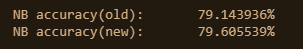 NB accuracy(old): 79.143936%
NB accuracy(new): 79.605539%